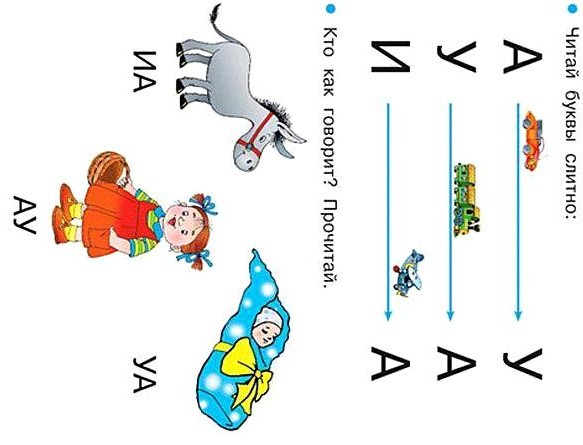 Читай буквы слитно:
А У
У А
И А
Кто как говорит? Прочитай.
ИА
АУ
УА